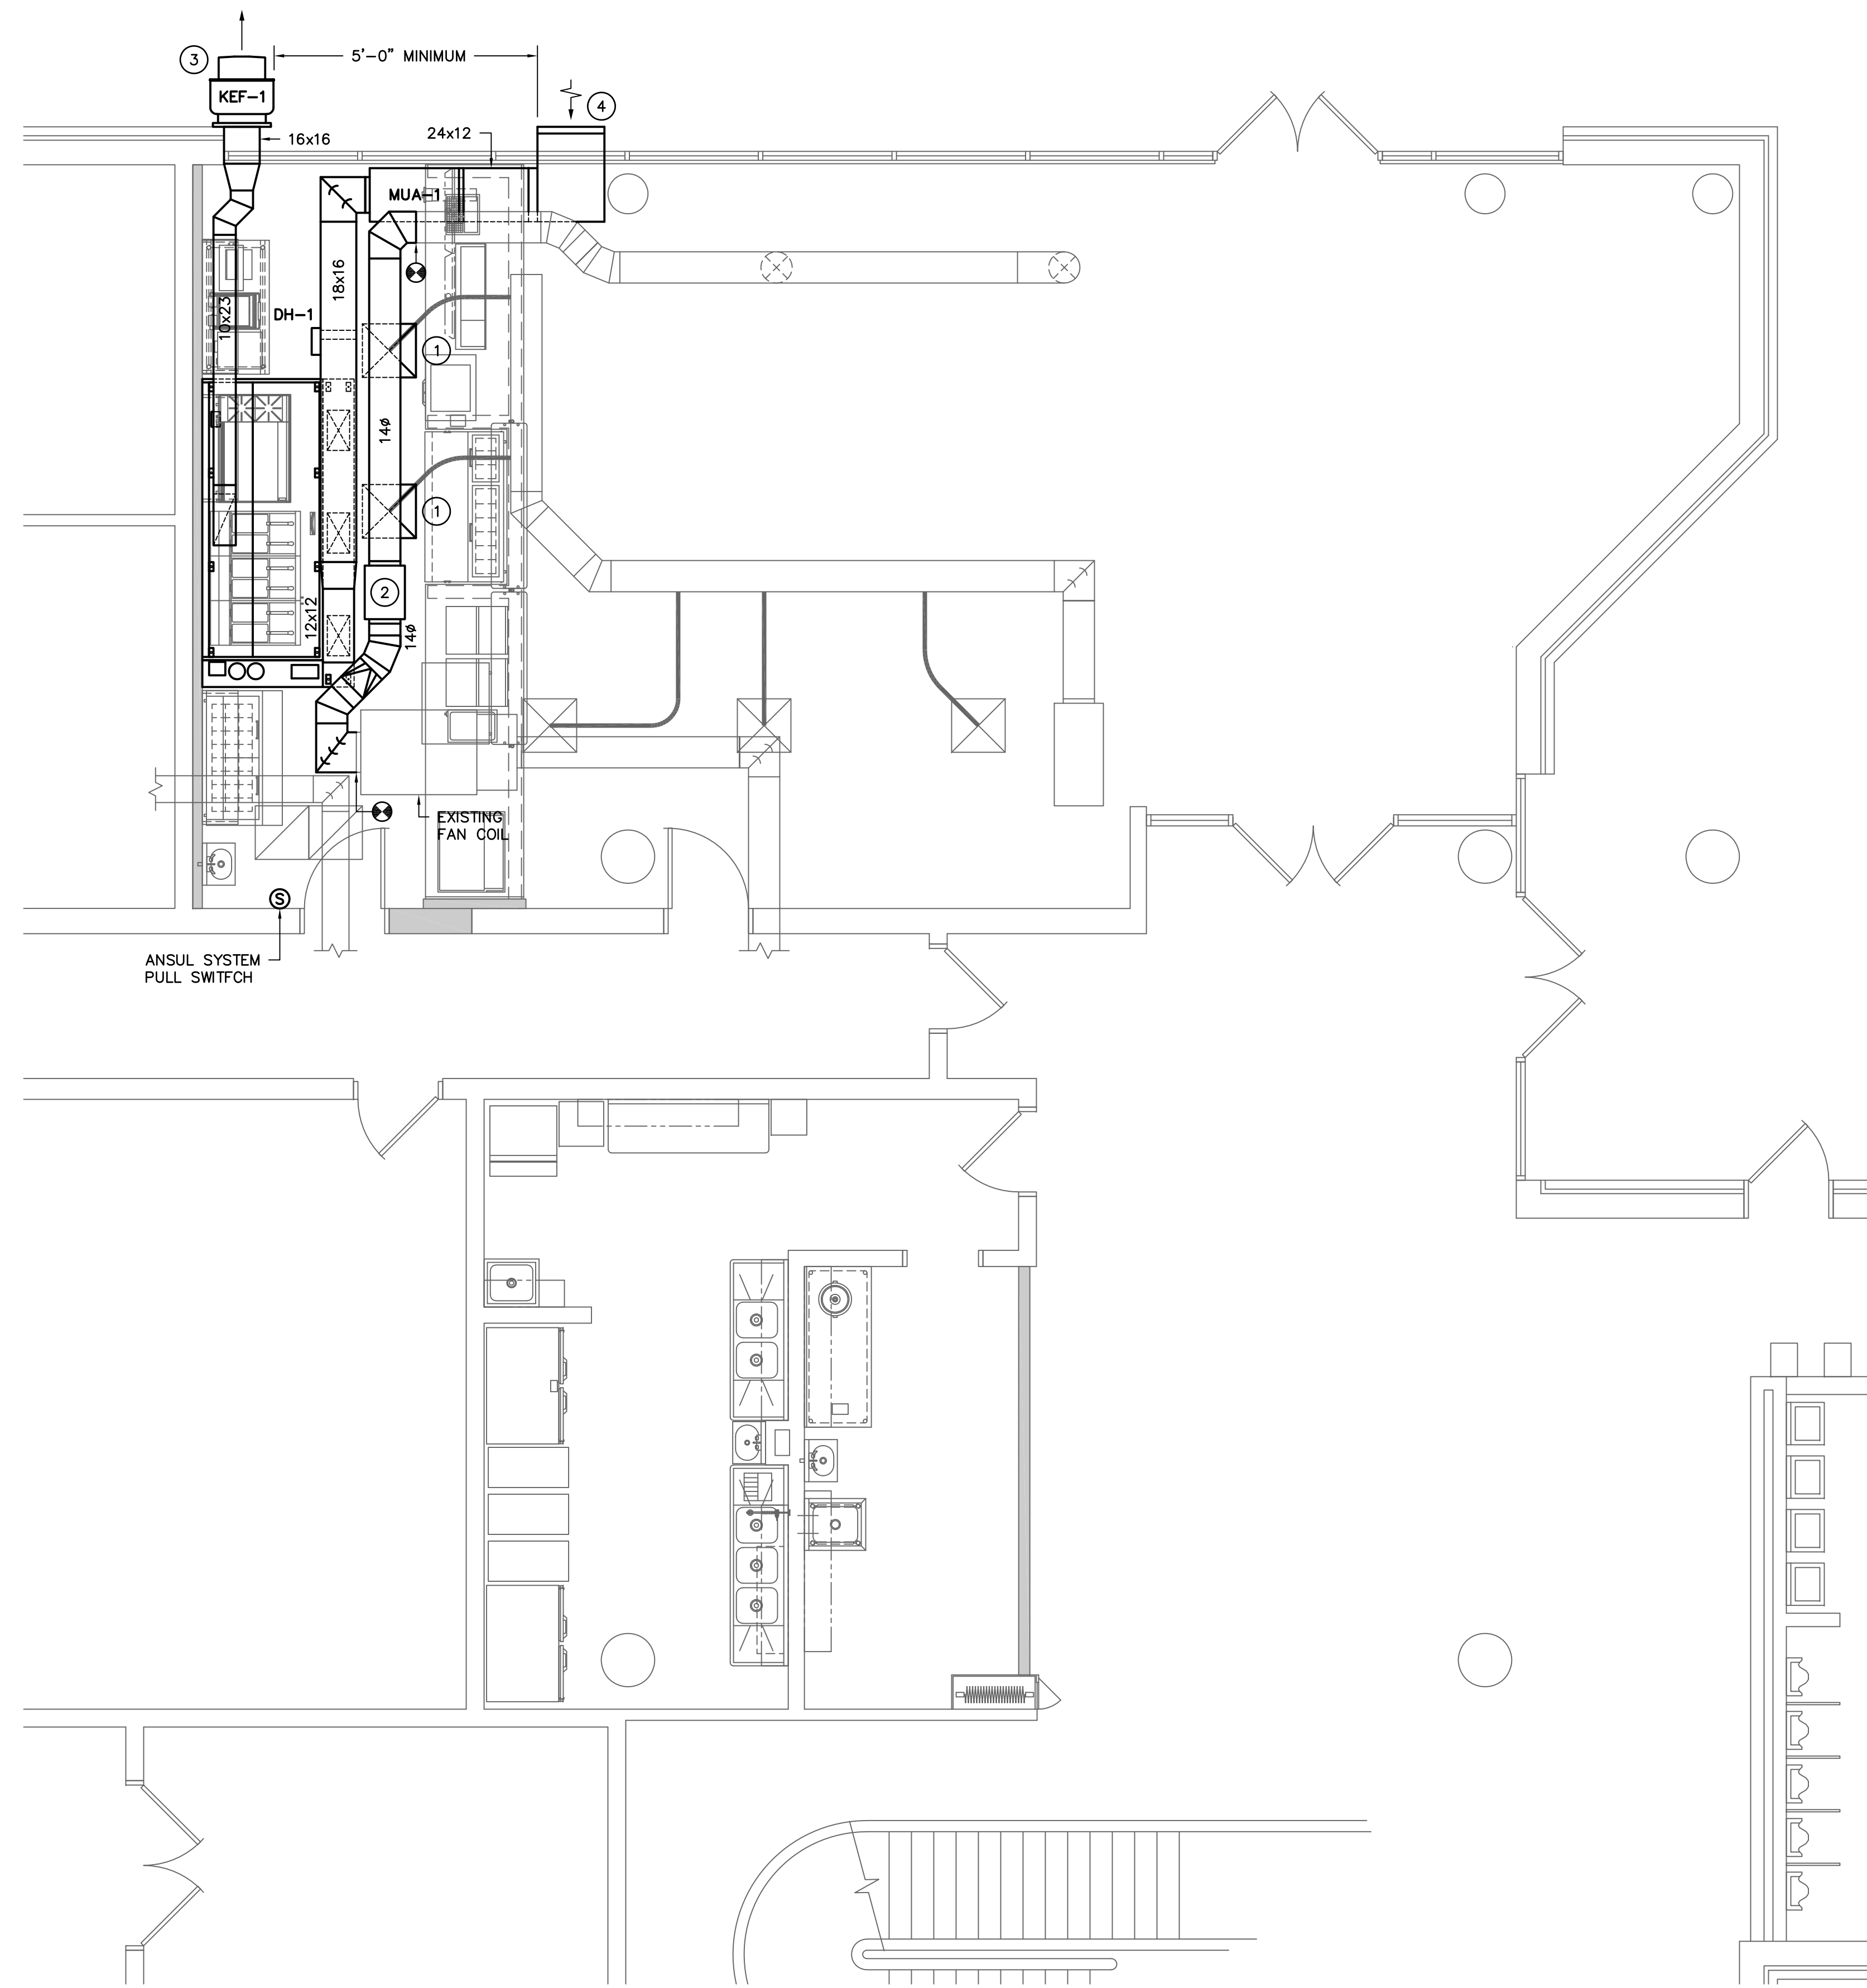 3
5'-0" MINIMUM
KEF-1
4
16x16
24x12
MUA-1
18x16
10x23
DH-1
1
14ø
1
2
12x12
14ø
EXISTING
FAN COIL
S
ANSUL SYSTEM
PULL SWITFCH